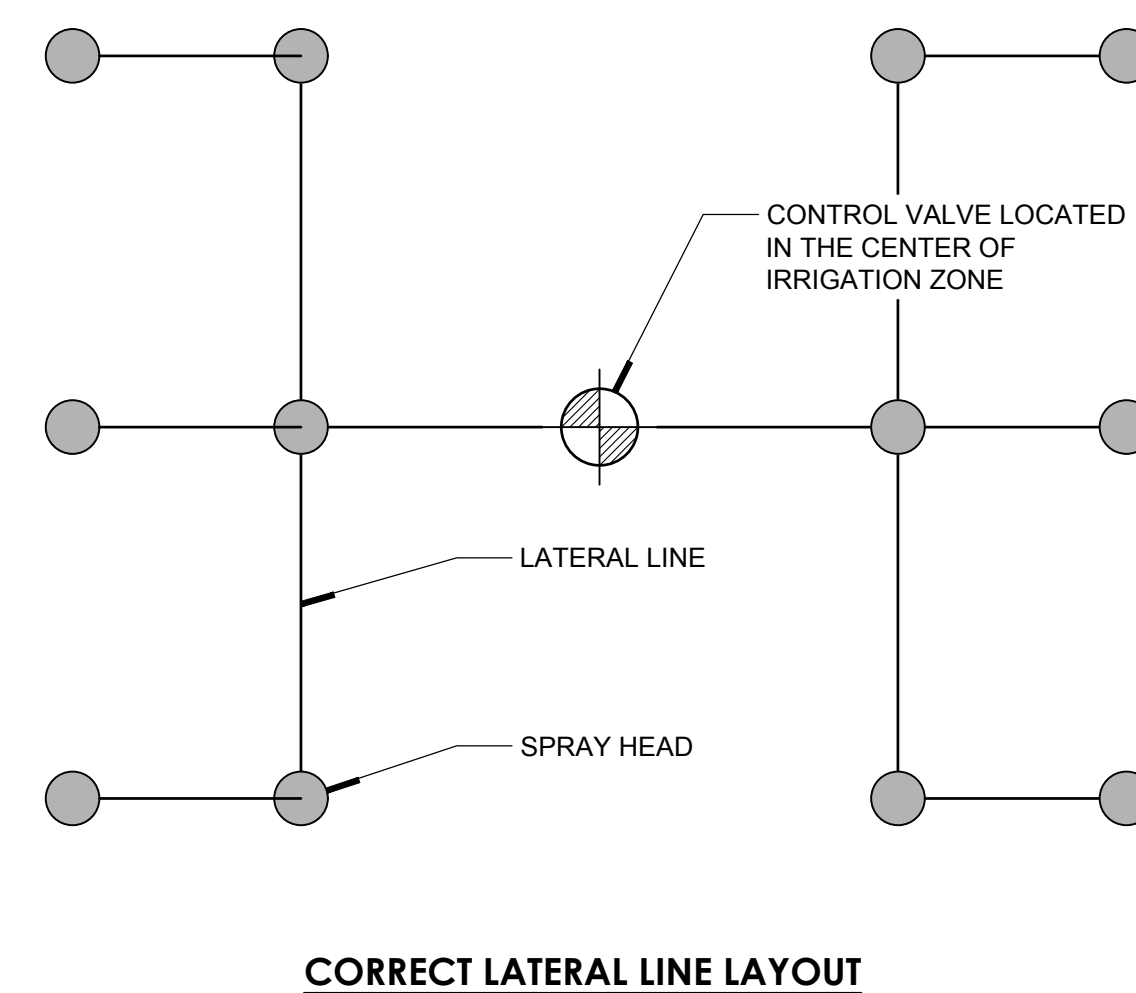 CONTROL VALVE LOCATED
IN THE CENTER OF
IRRIGATION ZONE
LATERAL LINE
SPRAY HEAD
CORRECT LATERAL LINE LAYOUT